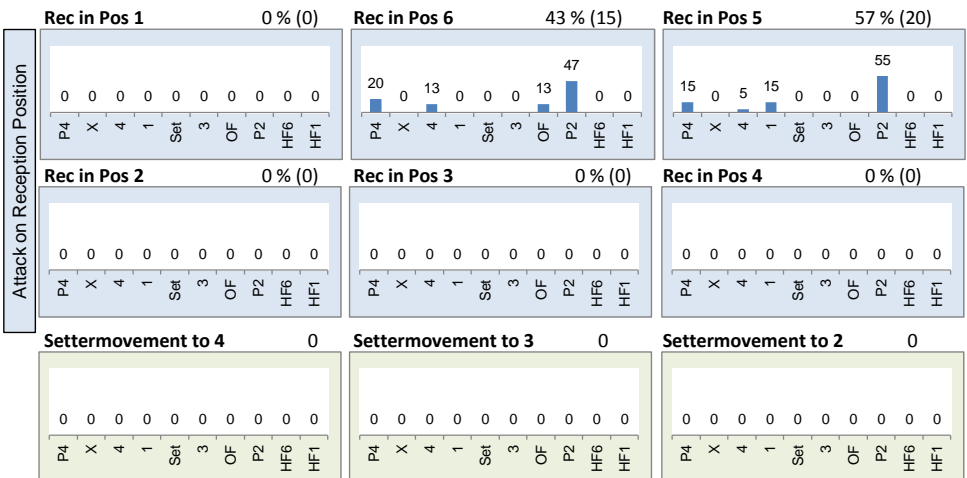 Attack on Reception Position
Rec in Pos 1 0 % (0)
0 0 0 0 0 0 0 0 0 0
P4 X 4 1 Set 3 OF P2 HF6 HF1
Rec in Pos 6 43 % (15)
20 0 13 0 0 0 13 47 0 0
P4 X 4 1 Set 3 OF P2 HF6 HF1
Rec in Pos 5 57 % (20)
15 0 5 15 0 0 0 55 0 0
P4 X 4 1 Set 3 OF P2 HF6 HF1
Rec in Pos 2 0 % (0)
0 0 0 0 0 0 0 0 0 0
P4 X 4 1 Set 3 OF P2 HF6 HF1
Rec in Pos 3 0 % (0)
0 0 0 0 0 0 0 0 0 0
P4 X 4 1 Set 3 OF P2 HF6 HF1
Rec in Pos 4 0 % (0)
0 0 0 0 0 0 0 0 0 0
P4 X 4 1 Set 3 OF P2 HF6 HF1
Settermovement to 4 0
0 0 0 0 0 0 0 0 0 0
P4 X 4 1 Set 3 OF P2 HF6 HF1
Settermovement to 3 0
0 0 0 0 0 0 0 0 0 0
P4 X 4 1 Set 3 OF P2 HF6 HF1
Settermovement to 2 0
0 0 0 0 0 0 0 0 0 0
P4 X 4 1 Set 3 OF P2 HF6 HF1